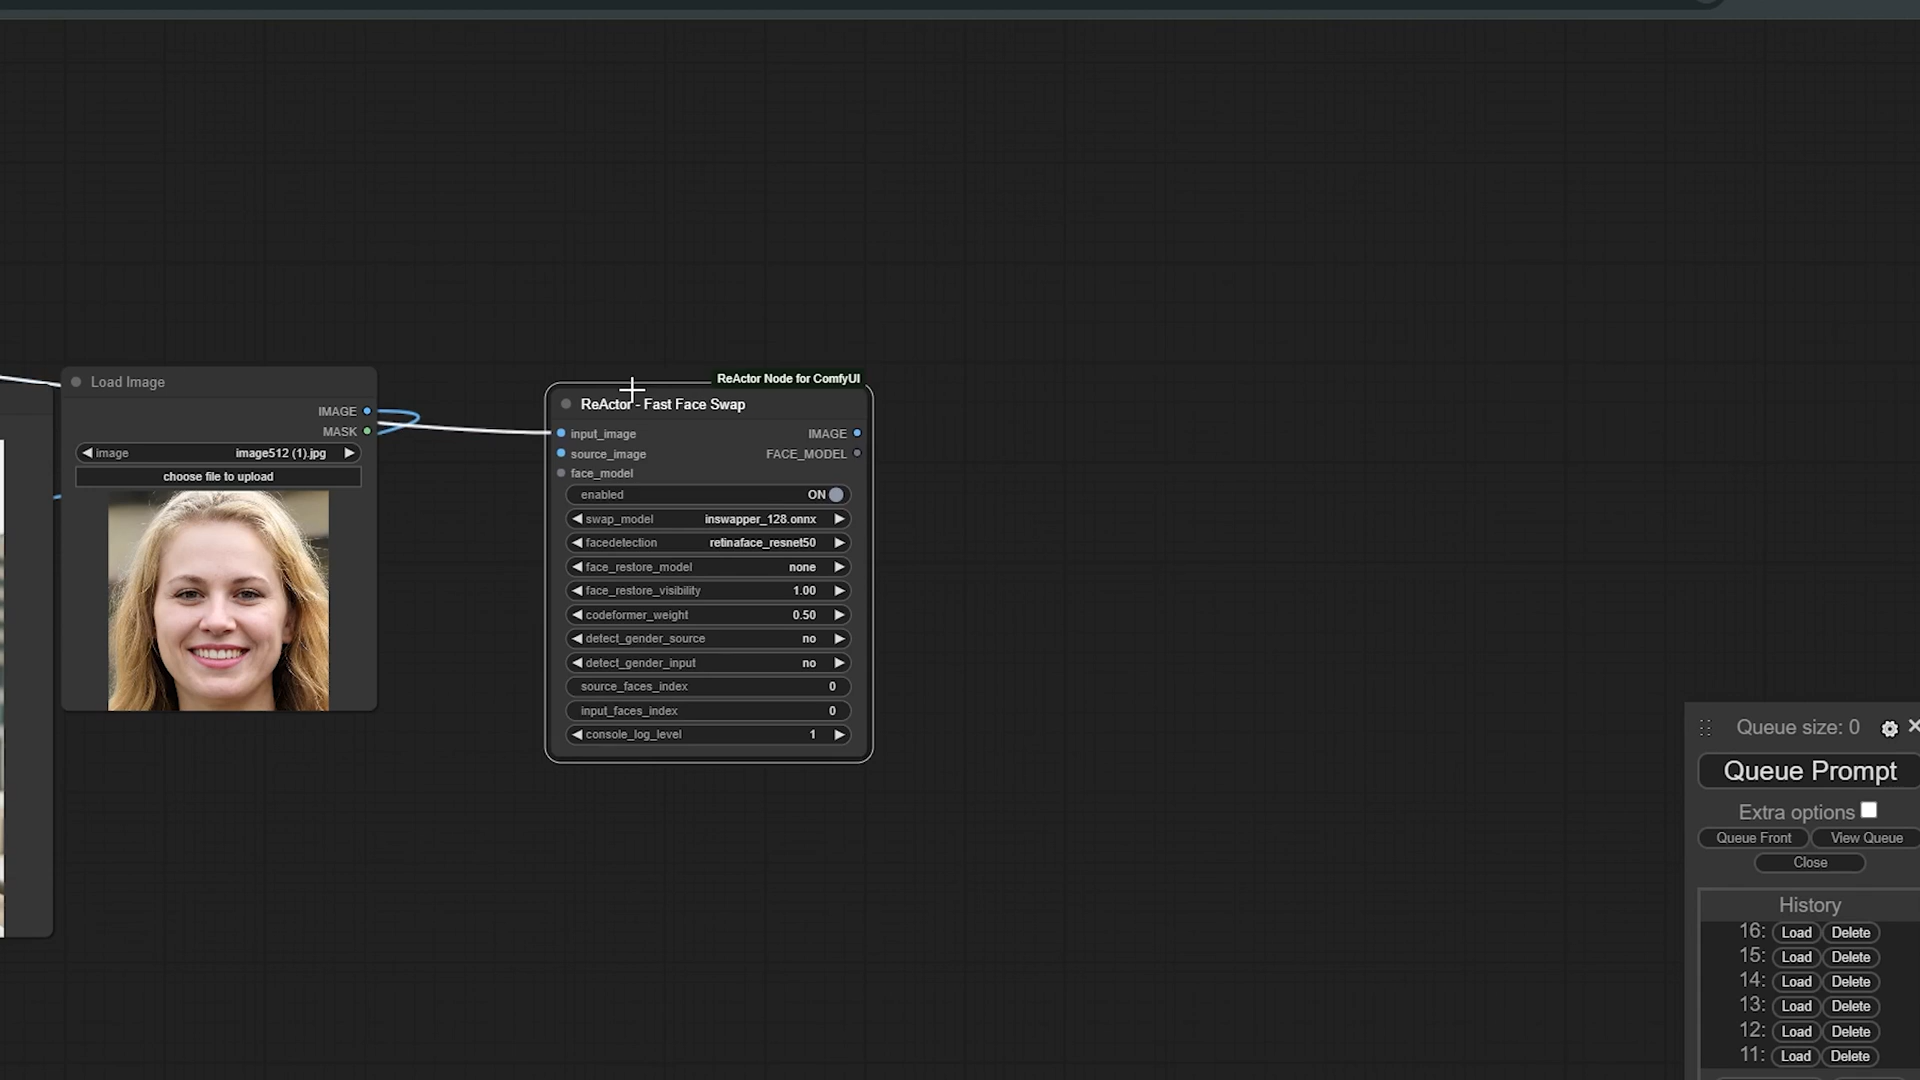 Load Image
IMAGE
MASK
image image512 (1).jpg
choose file to upload
ReActor Node for ComfyUI
ReActor - Fast Face Swap
input_image IMAGE
source_image FACE_MODEL
face_model
enabled ON
swap_model inswapper_128.onnx
facedetection retinaface_resnet50
face_restore_model none
face_restore_visibility 1.00
codeformer_weight 0.50
detect_gender_source no
detect_gender_input no
source_faces_index 0
input_faces_index 0
console_log_level 1
Queue size: 0
Queue Prompt
Extra options
Queue Front View Queue
Close
History
16: Load Delete
15: Load Delete
14: Load Delete
13: Load Delete
12: Load Delete
11: Load Delete